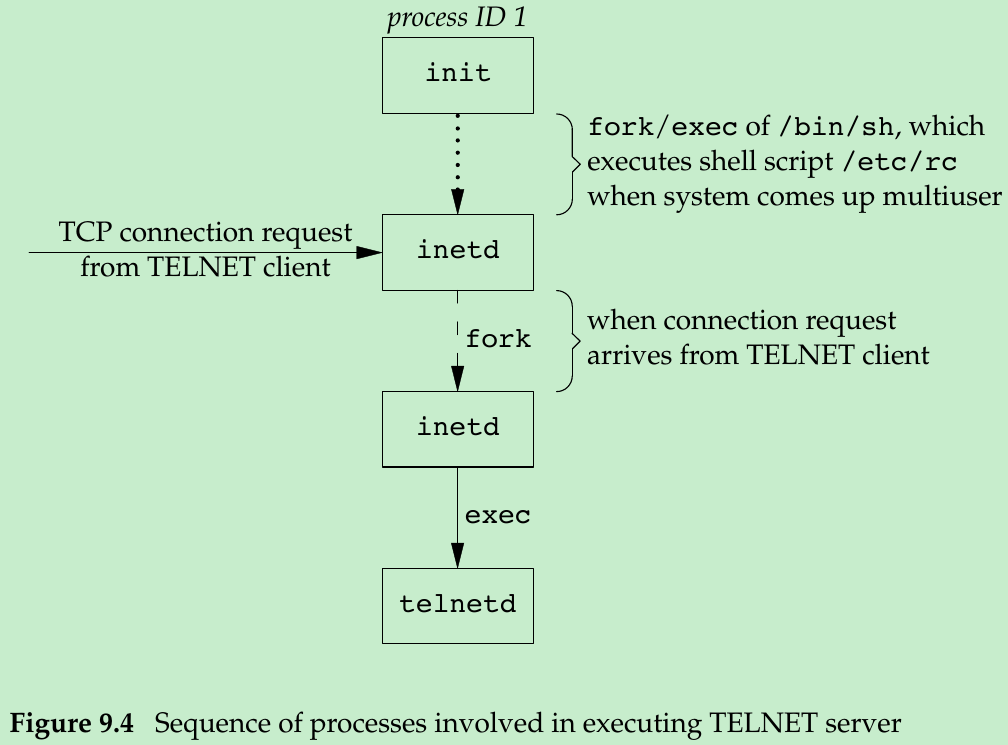 process ID 1
init
fork/exec of /bin/sh, which
executes shell script /etc/rc
when system comes up multiuser
TCP connection request
from TELNET client
inetd
fork
when connection request
arrives from TELNET client
inetd
exec
telnetd
Figure 9.4 Sequence of processes involved in executing TELNET server